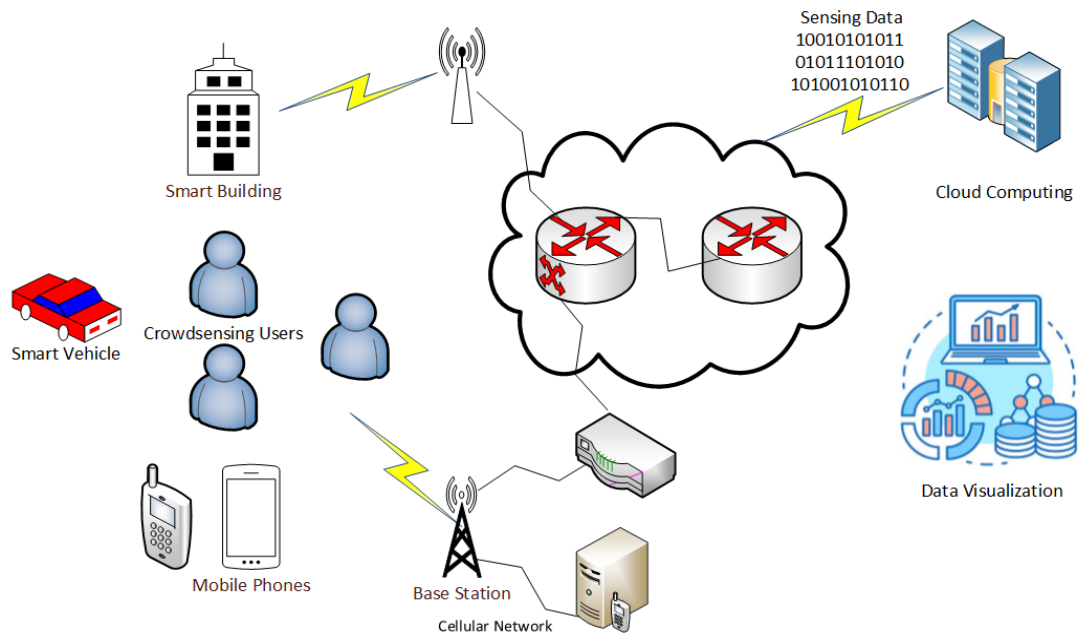 Sensing Data
10010101011
01011101010
101001010110
Smart Building
Cloud Computing
Crowdsensing Users
Smart Vehicle
Data Visualization
Mobile Phones
Base Station
Cellular Network